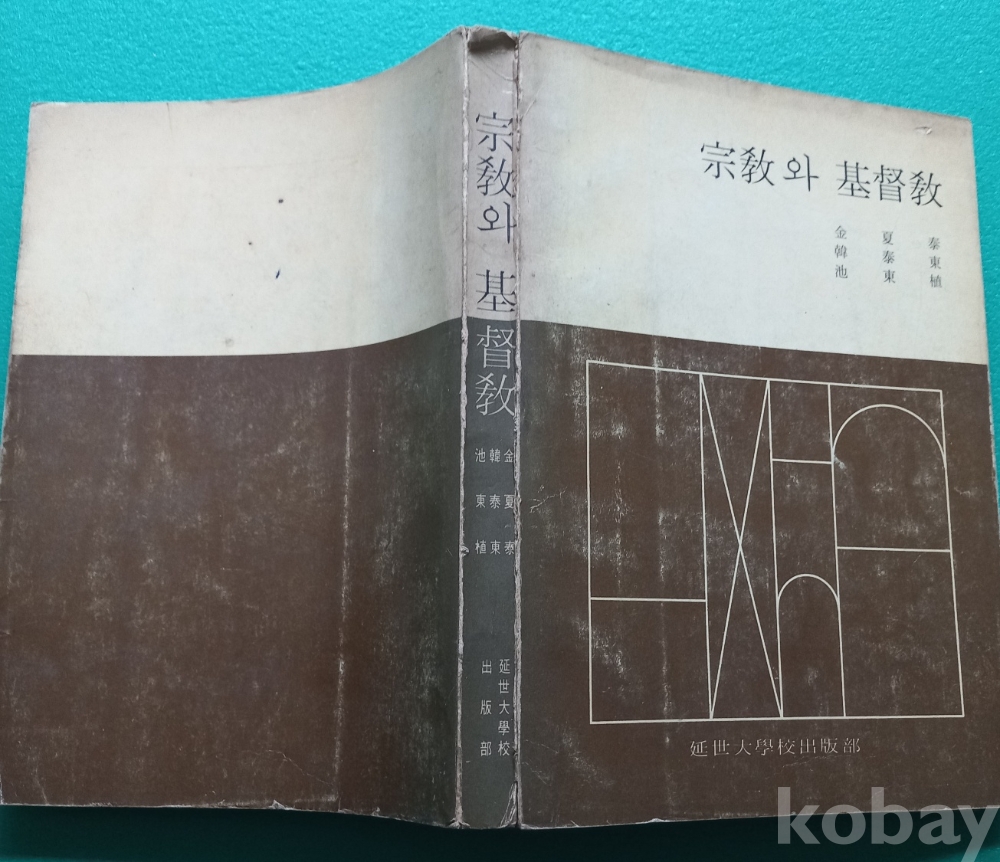 宗敎와 基督敎
金夏泰
韓泰東
池東植
延世大學校
出版部
宗敎와 基督敎
金 夏 泰
韓 泰 東
池 東 植
延世大學校出版部
kobay